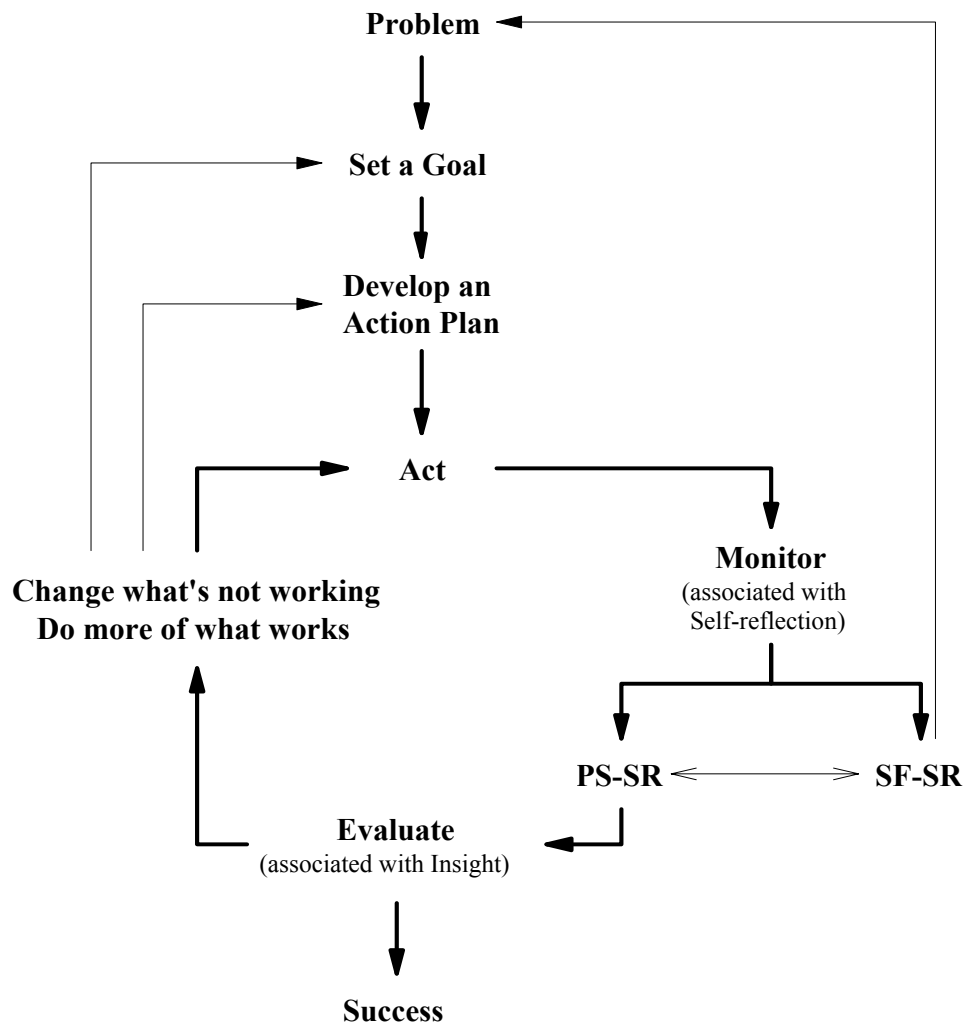 Problem
Set a Goal
Develop an
Action Plan
Act
Monitor
(associated with
Self-reflection)
Change what's not working
Do more of what works
PS-SR
SF-SR
Evaluate
(associated with Insight)
Success